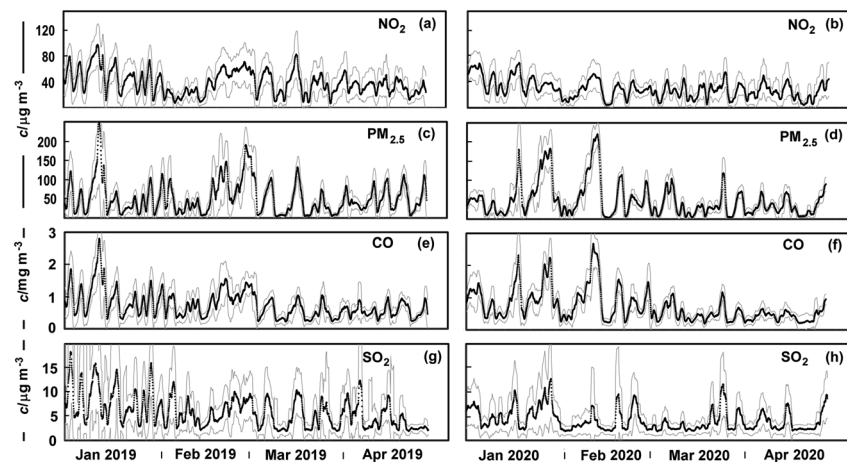 NO2 (a)
NO2 (b)
120
80
40
c/μg m-3
PM2.5 (c)
PM2.5 (d)
200
150
100
50
CO (e)
CO (f)
3
2
1
0
c/mg m-3
SO2 (g)
SO2 (h)
15
10
5
0
c/μg m-3
Jan 2019 Feb 2019 Mar 2019 Apr 2019
Jan 2020 Feb 2020 Mar 2020 Apr 2020